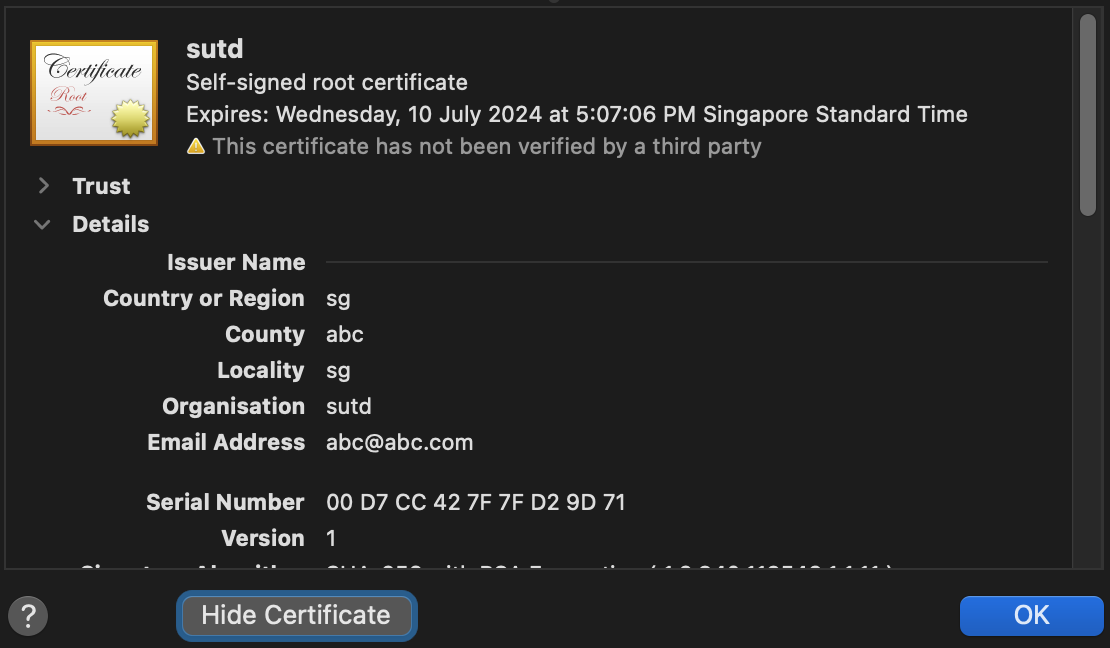 Certificate
Root
sutd
Self-signed root certificate
Expires: Wednesday, 10 July 2024 at 5:07:06 PM Singapore Standard Time
This certificate has not been verified by a third party
Trust
Details
Issuer Name
Country or Region sg
County abc
Locality sg
Organisation sutd
Email Address abc@abc.com
Serial Number 00 D7 CC 42 7F 7F D2 9D 71
Version 1
? Hide Certificate OK